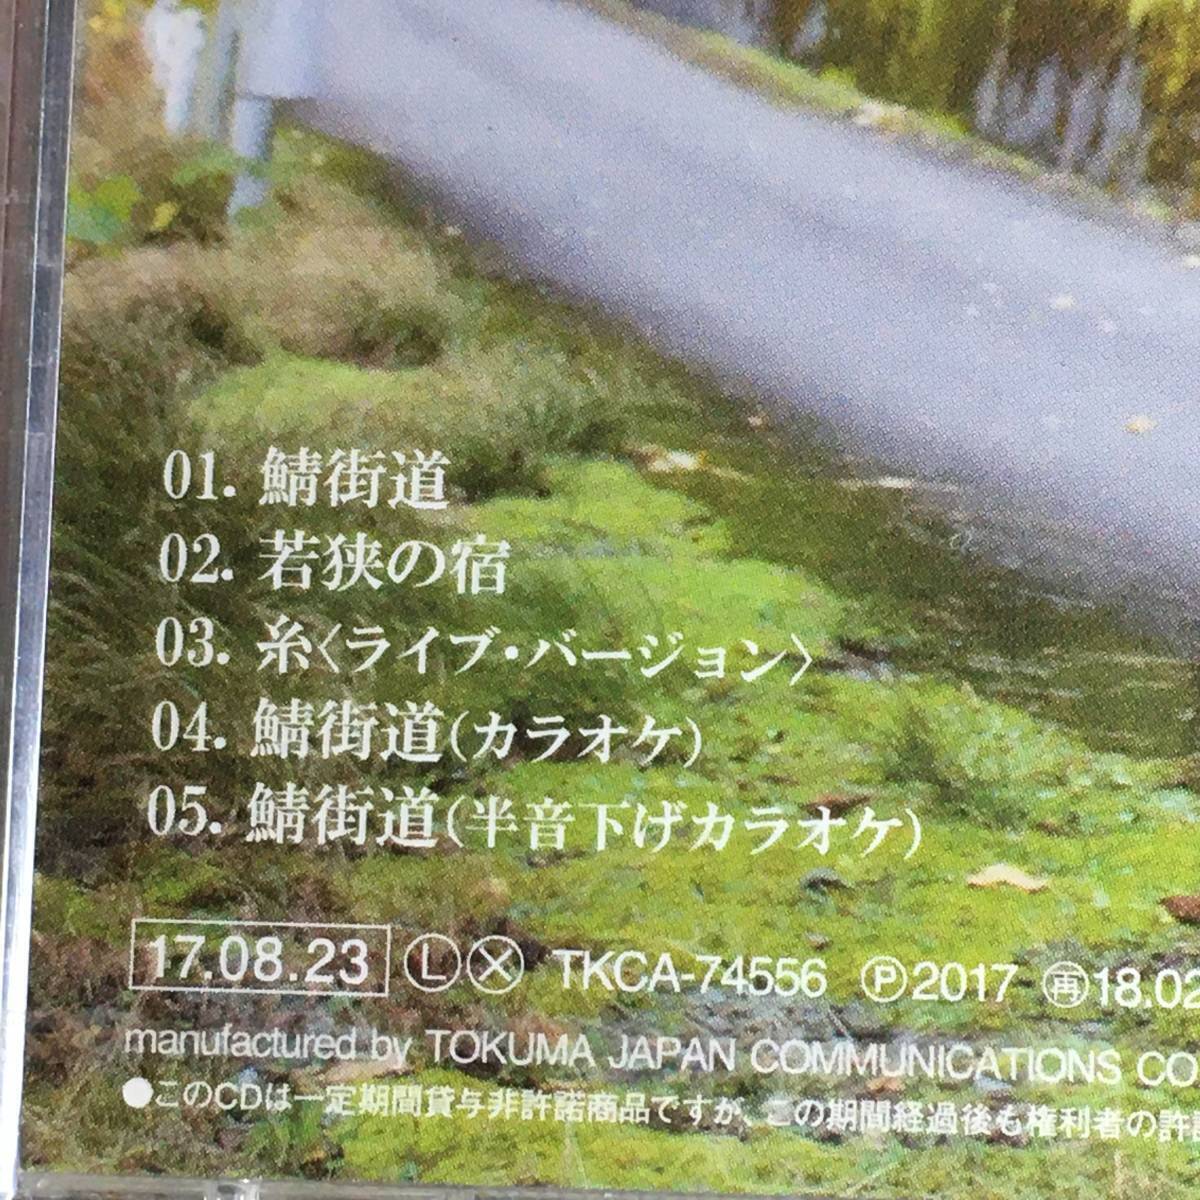 01. 鯖街道
02. 若狭の宿
03. 糸〈ライブ・バージョン〉
04. 鯖街道(カラオケ)
05. 鯖街道(半音下げカラオケ)
17.08.23 Ⓛ Ⓧ TKCA-74556 Ⓟ2017 ㊢18.02
manufactured by TOKUMA JAPAN COMMUNICATIONS CO
●このCDは一定期間貸与非許諾商品ですが、この期間経過後も権利者の許